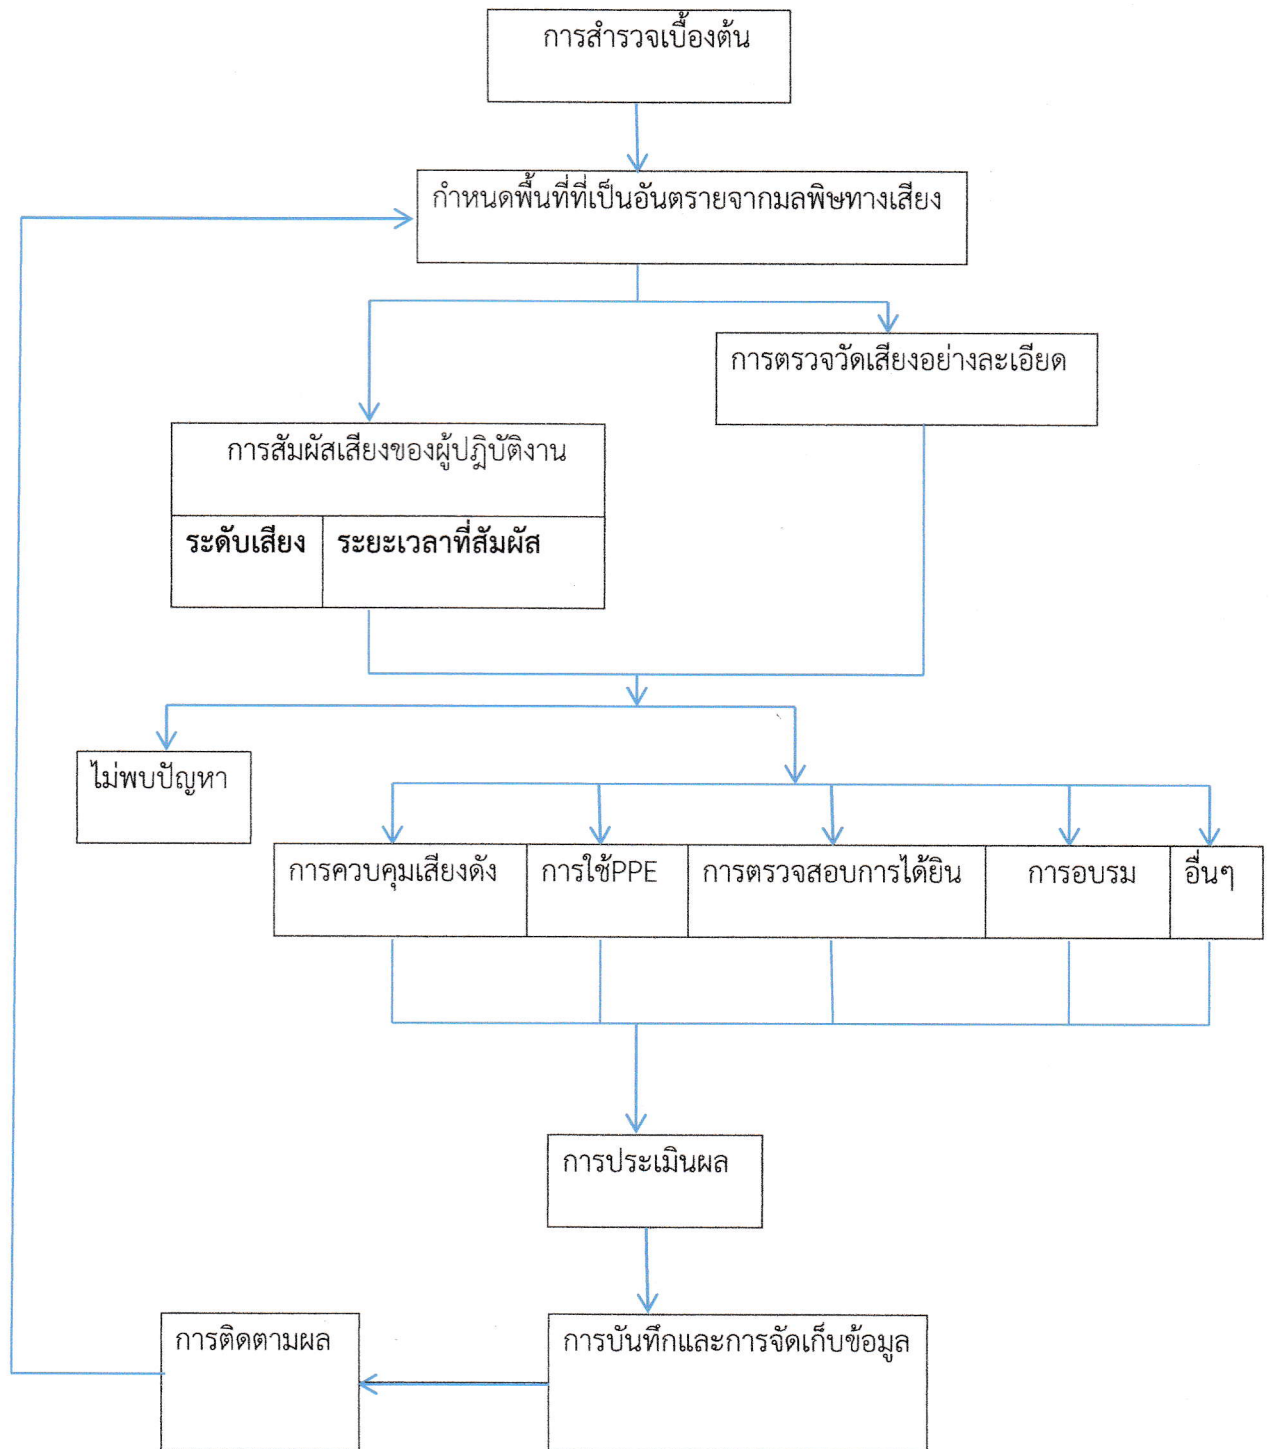 การสำรวจเบื้องต้น
กำหนดพื้นที่ที่เป็นอันตรายจากมลพิษทางเสียง
การตรวจวัดเสียงอย่างละเอียด
การสัมผัสเสียงของผู้ปฎิบัติงาน
ระดับเสียง
ระยะเวลาที่สัมผัส
ไม่พบปัญหา
การควบคุมเสียงดัง
การใช้PPE
การตรวจสอบการได้ยิน
การอบรม
อื่นๆ
การประเมินผล
การบันทึกและการจัดเก็บข้อมูล
การติดตามผล